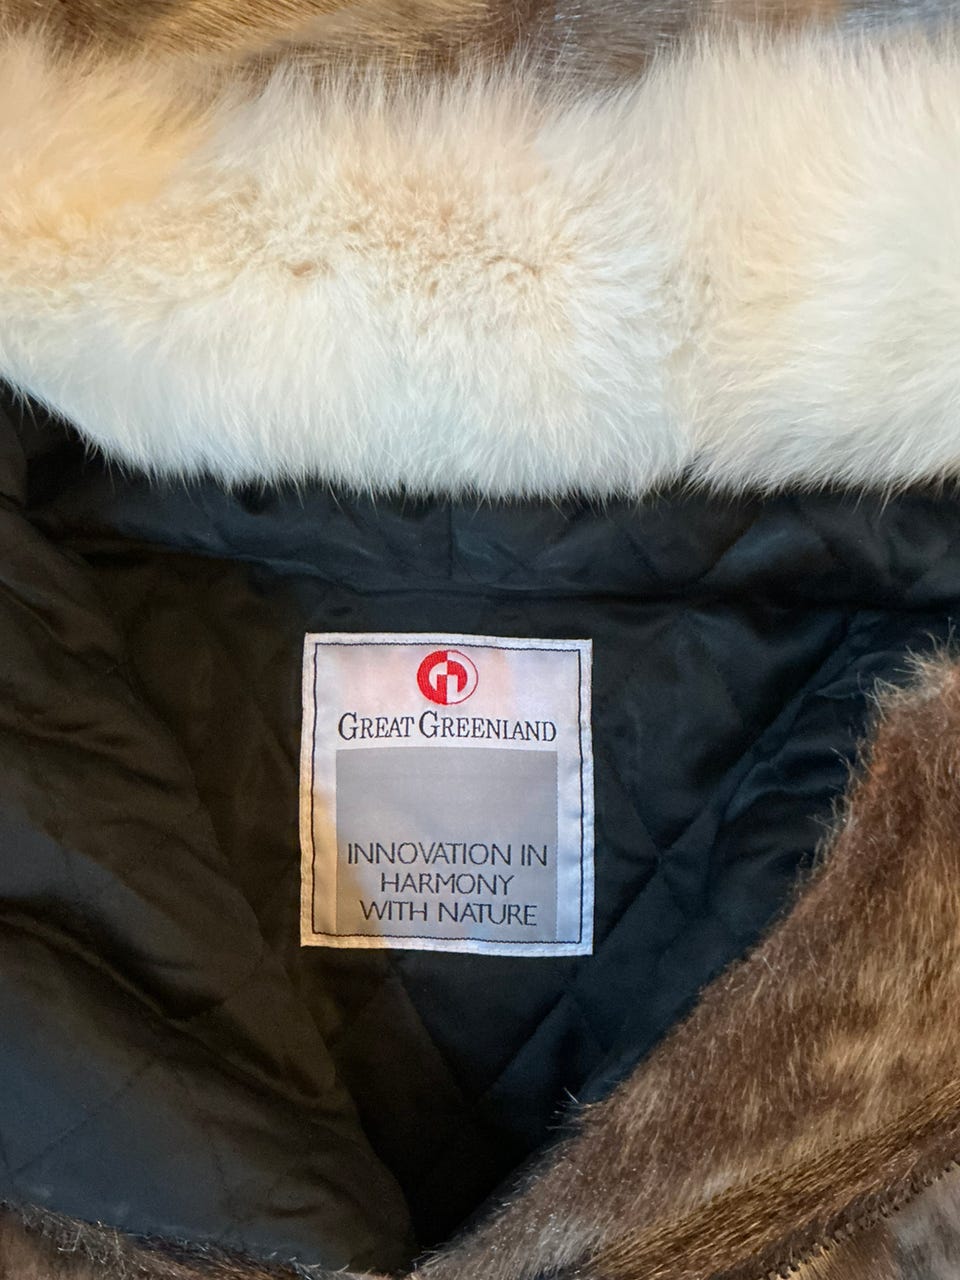 GREAT GREENLAND
INNOVATION IN
HARMONY
WITH NATURE